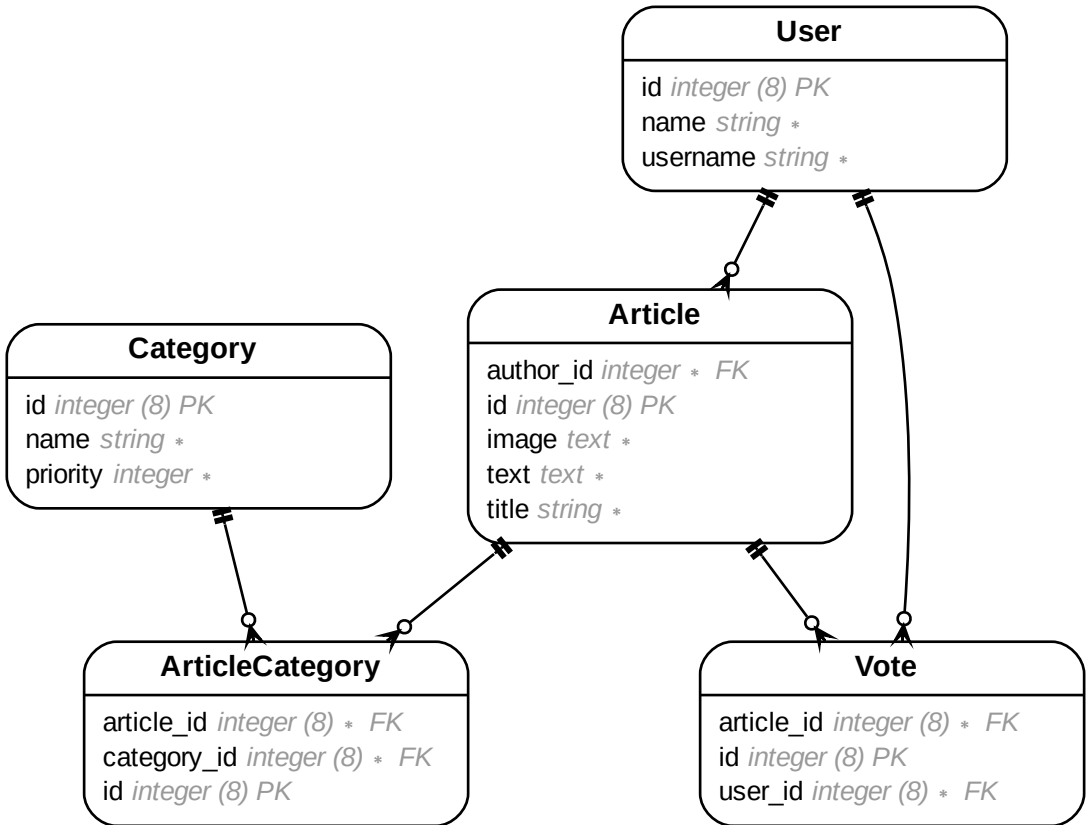 User
id integer (8) PK
name string *
username string *
Article
author_id integer * FK
id integer (8) PK
image text *
text text *
title string *
Category
id integer (8) PK
name string *
priority integer *
ArticleCategory
article_id integer (8) * FK
category_id integer (8) * FK
id integer (8) PK
Vote
article_id integer (8) * FK
id integer (8) PK
user_id integer (8) * FK